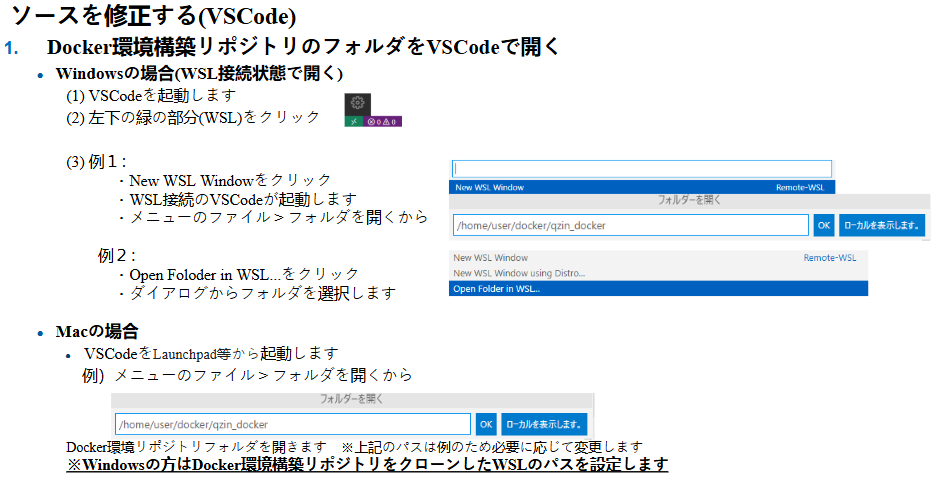 ソースを修正する(VSCode)
1. Docker環境構築リポジトリのフォルダをVSCodeで開く
• Windowsの場合(WSL接続状態で開く)
(1) VSCodeを起動します
(2) 左下の緑の部分(WSL)をクリック
0 0
(3) 例１:
・New WSL Windowをクリック
・WSL接続のVSCodeが起動します
・メニューのファイル＞フォルダを開くから
New WSL Window Remote-WSL
フォルダーを開く
/home/user/docker/qzin_docker OK ローカルを表示します。
例２:
・Open Foloder in WSL...をクリック
・ダイアログからフォルダを選択します
New WSL Window Remote-WSL
New WSL Window using Distro...
Open Folder in WSL...
• Macの場合
• VSCodeをLaunchpad等から起動します
例）メニューのファイル＞フォルダを開くから
フォルダーを開く
/home/user/docker/qzin_docker OK ローカルを表示します。
Docker環境リポジトリフォルダを開きます　※上記のパスは例のため必要に応じて変更します
※Windowsの方はDocker環境構築リポジトリをクローンしたWSLのパスを設定します